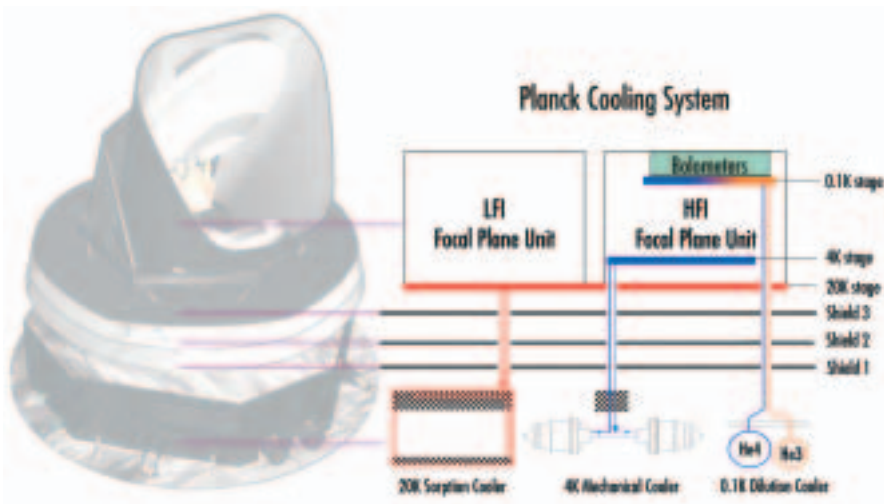 Planck Cooling System
Bolometers
0.1K stage
LFI
Focal Plane Unit
HFI
Focal Plane Unit
4K stage
20K stage
Shield 3
Shield 2
Shield 1
He4
He3
20K Sorption Cooler
4K Mechanical Cooler
0.1K Dilution Cooler